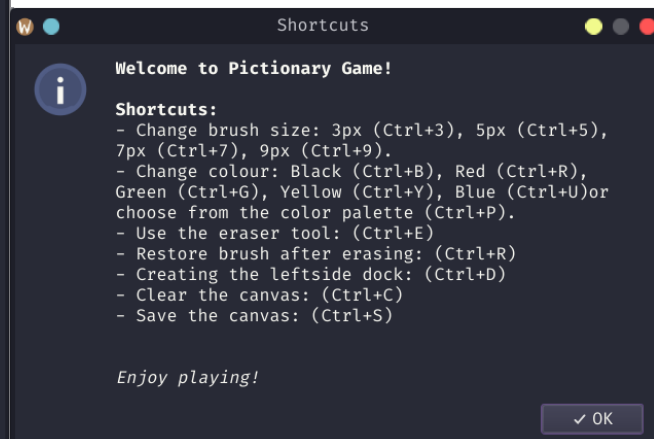 W
Shortcuts
i
Welcome to Pictionary Game!
Shortcuts:
- Change brush size: 3px (Ctrl+3), 5px (Ctrl+5),
7px (Ctrl+7), 9px (Ctrl+9).
- Change colour: Black (Ctrl+B), Red (Ctrl+R),
Green (Ctrl+G), Yellow (Ctrl+Y), Blue (Ctrl+U)or
choose from the color palette (Ctrl+P).
- Use the eraser tool: (Ctrl+E)
- Restore brush after erasing: (Ctrl+R)
- Creating the leftside dock: (Ctrl+D)
- Clear the canvas: (Ctrl+C)
- Save the canvas: (Ctrl+S)
Enjoy playing!
✓ OK